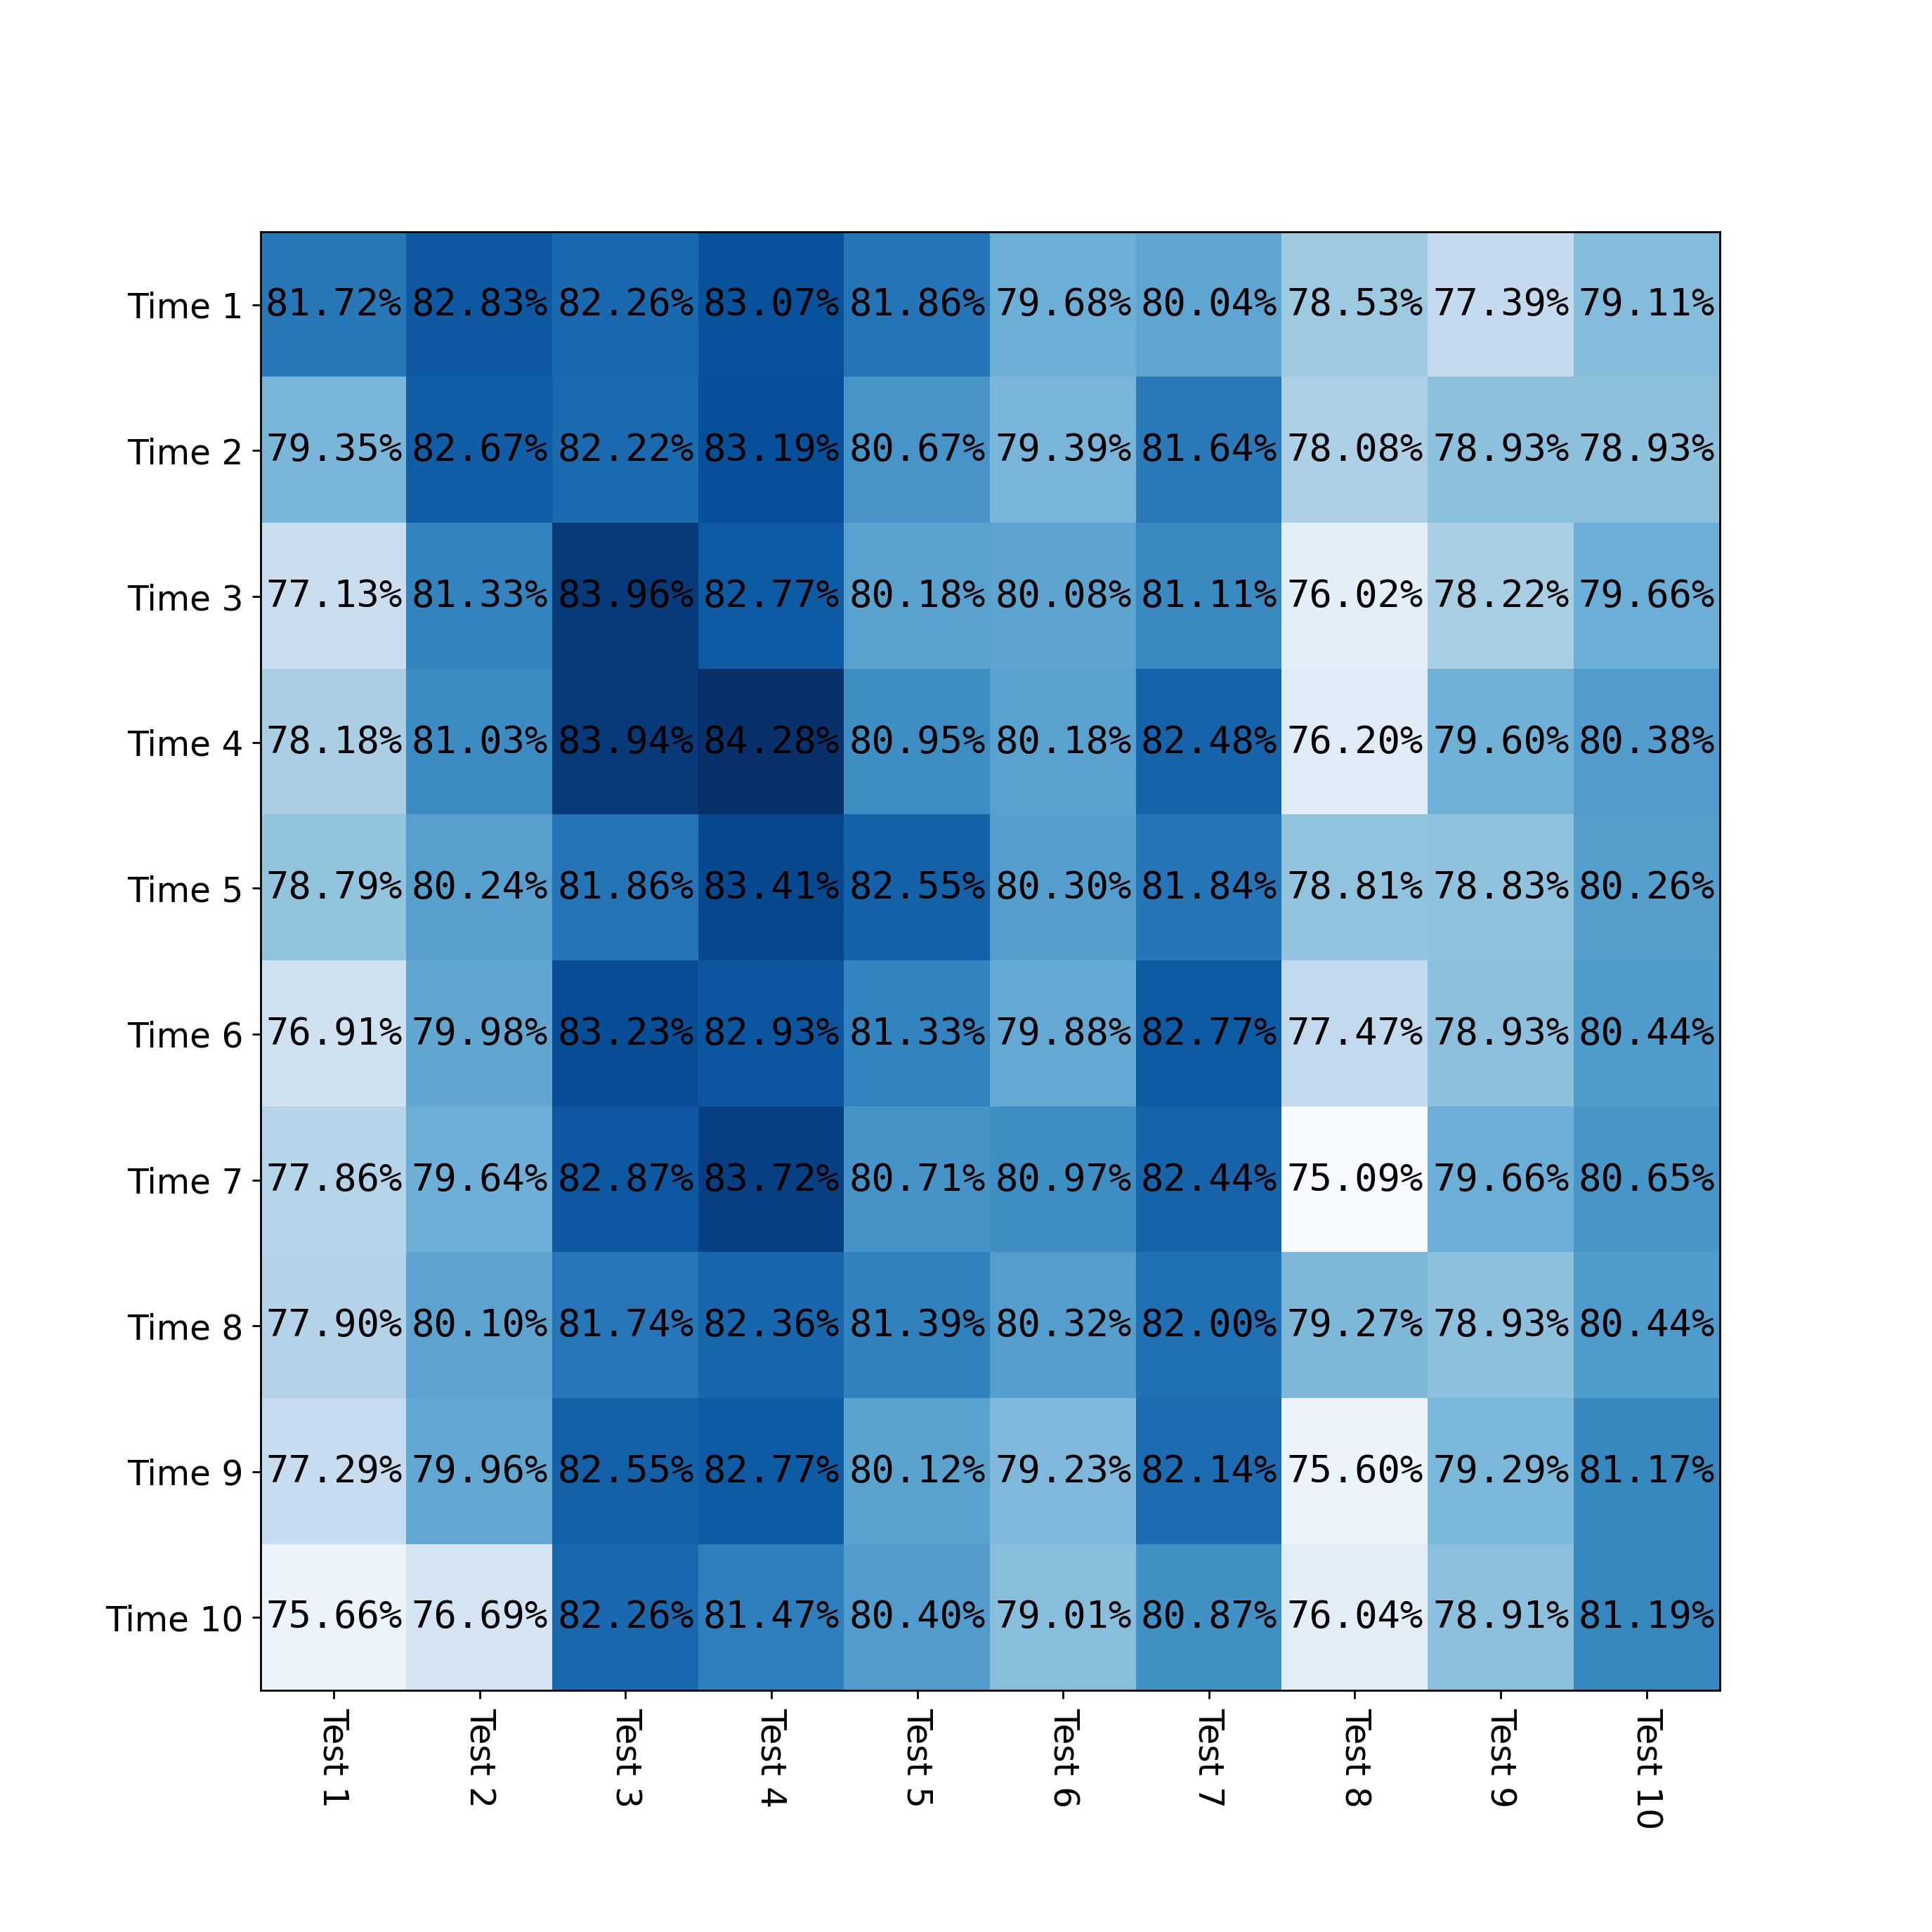 Time 1 81.72% 82.83% 82.26% 83.07% 81.86% 79.68% 80.04% 78.53% 77.39% 79.11%
Time 2 79.35% 82.67% 82.22% 83.19% 80.67% 79.39% 81.64% 78.08% 78.93% 78.93%
Time 3 77.13% 81.33% 83.96% 82.77% 80.18% 80.08% 81.11% 76.02% 78.22% 79.66%
Time 4 78.18% 81.03% 83.94% 84.28% 80.95% 80.18% 82.48% 76.20% 79.60% 80.38%
Time 5 78.79% 80.24% 81.86% 83.41% 82.55% 80.30% 81.84% 78.81% 78.83% 80.26%
Time 6 76.91% 79.98% 83.23% 82.93% 81.33% 79.88% 82.77% 77.47% 78.93% 80.44%
Time 7 77.86% 79.64% 82.87% 83.72% 80.71% 80.97% 82.44% 75.09% 79.66% 80.65%
Time 8 77.90% 80.10% 81.74% 82.36% 81.39% 80.32% 82.00% 79.27% 78.93% 80.44%
Time 9 77.29% 79.96% 82.55% 82.77% 80.12% 79.23% 82.14% 75.60% 79.29% 81.17%
Time 10 75.66% 76.69% 82.26% 81.47% 80.40% 79.01% 80.87% 76.04% 78.91% 81.19%
Test 1 Test 2 Test 3 Test 4 Test 5 Test 6 Test 7 Test 8 Test 9 Test 10